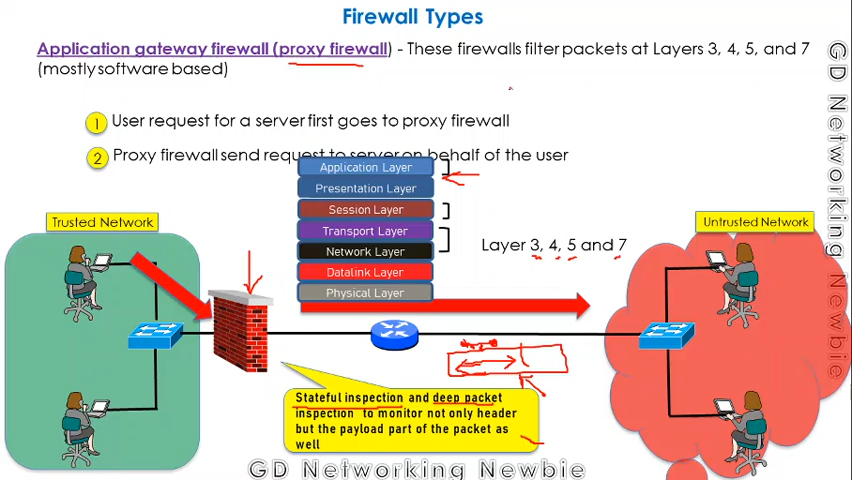 Firewall Types
Application gateway firewall (proxy firewall) - These firewalls filter packets at Layers 3, 4, 5, and 7
(mostly software based)
1 User request for a server first goes to proxy firewall
2 Proxy firewall send request to server on behalf of the user
Application Layer
Presentation Layer
Session Layer
Transport Layer
Network Layer
Datalink Layer
Physical Layer
Layer 3, 4, 5 and 7
Trusted Network
Untrusted Network
Stateful inspection and deep packet
inspection to monitor not only header
but the payload part of the packet as
well
GD Networking Newbie
GD Networking Newbie